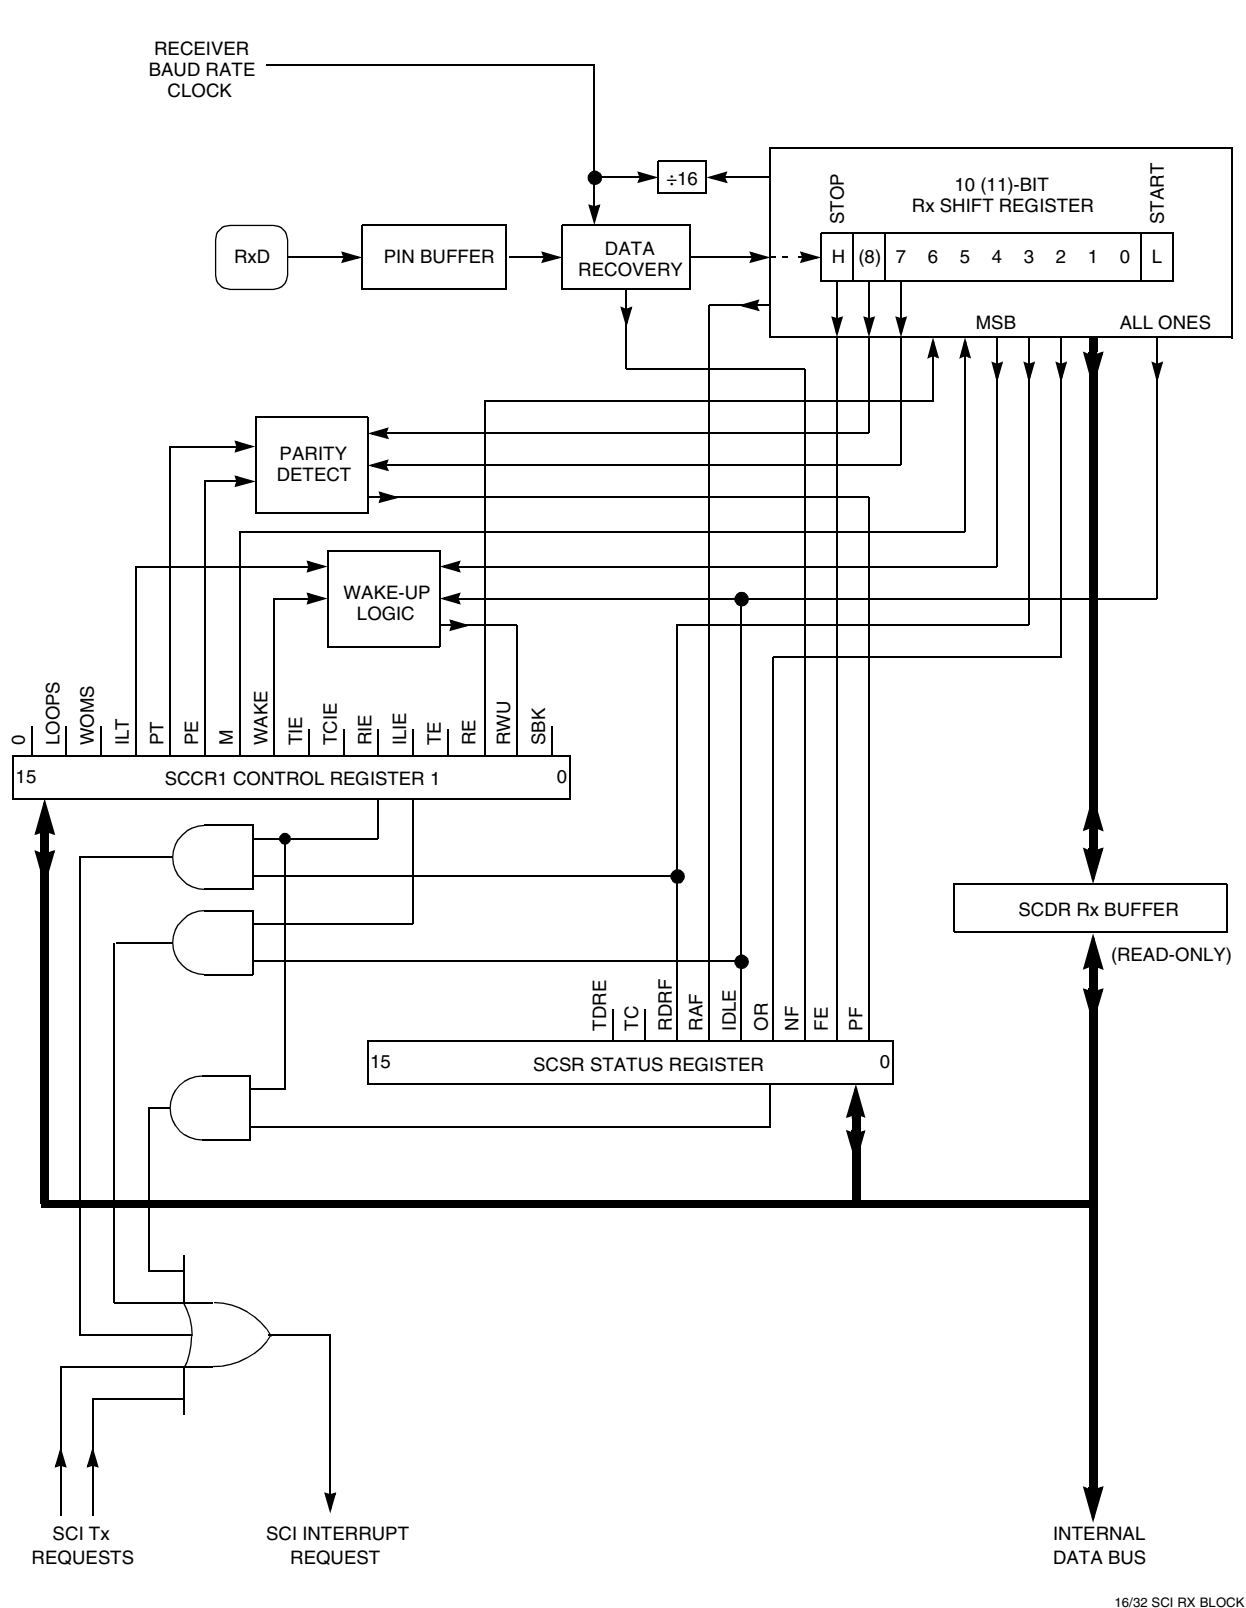 RECEIVER
BAUD RATE
CLOCK
÷16
STOP
10 (11)-BIT
Rx SHIFT REGISTER
START
RxD
PIN BUFFER
DATA
RECOVERY
H (8) 7 6 5 4 3 2 1 0 L
MSB
ALL ONES
PARITY
DETECT
WAKE-UP
LOGIC
0
LOOPS
WOMS
ILT
PT
PE
M
WAKE
TIE
TCIE
RIE
ILIE
TE
RE
RWU
SBK
15 SCCR1 CONTROL REGISTER 1 0
SCDR Rx BUFFER
(READ-ONLY)
TDRE
TC
RDRF
RAF
IDLE
OR
NF
FE
PF
15 SCSR STATUS REGISTER 0
SCI Tx
REQUESTS
SCI INTERRUPT
REQUEST
INTERNAL
DATA BUS
16/32 SCI RX BLOCK